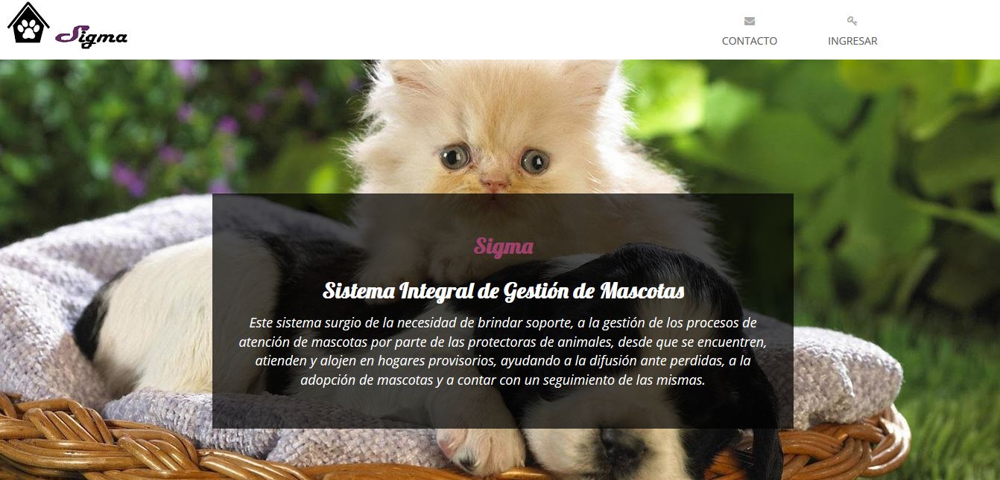 Sigma
CONTACTO
INGRESAR
Sigma
Sistema Integral de Gestión de Mascotas
Este sistema surgio de la necesidad de brindar soporte, a la gestión de los procesos de
atención de mascotas por parte de las protectoras de animales, desde que se encuentren,
atienden y alojen en hogares provisorios, ayudando a la difusión ante perdidas, a la
adopción de mascotas y a contar con un seguimiento de las mismas.